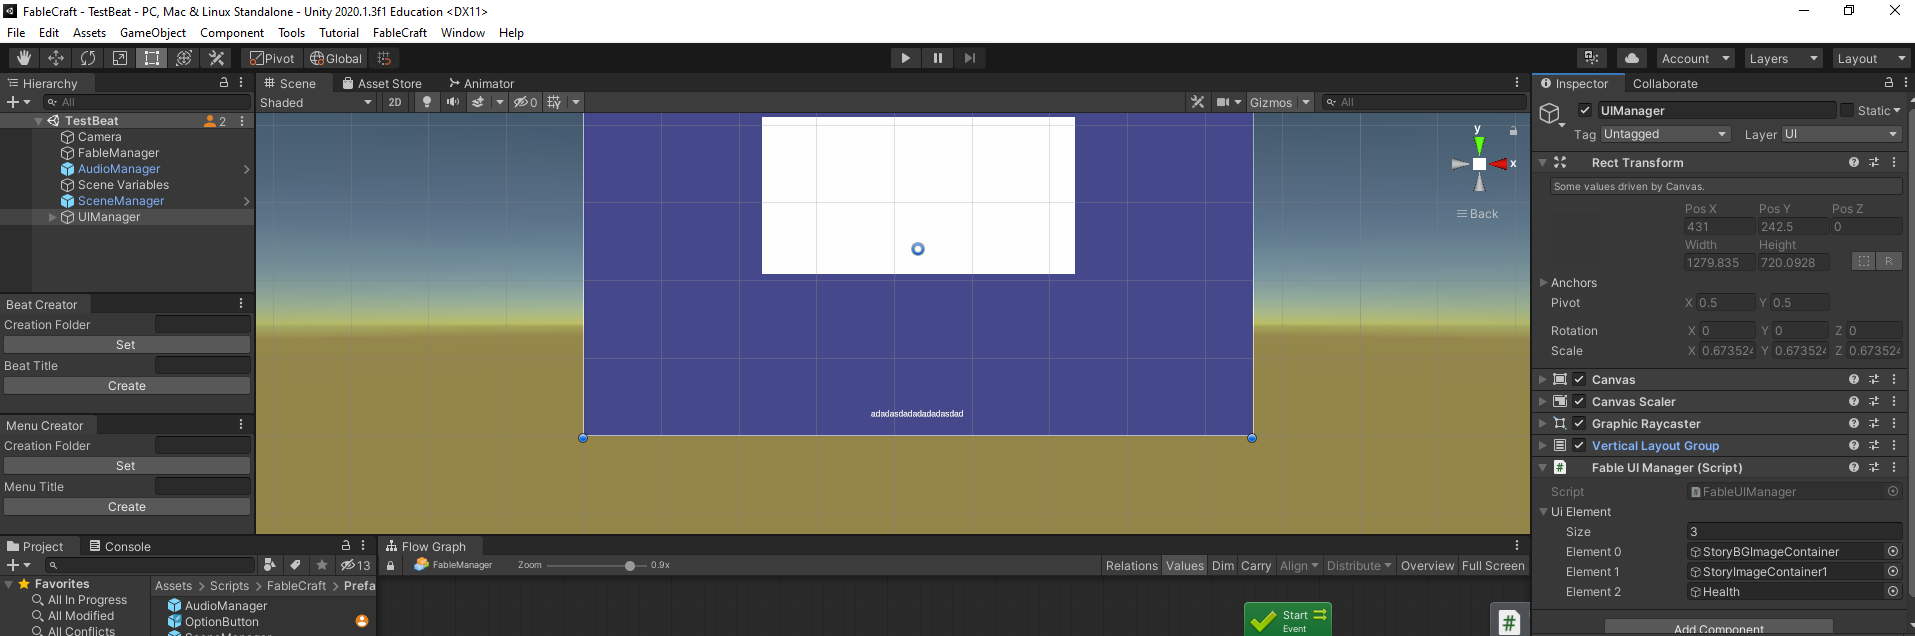 FableCraft - TestBeat - PC, Mac & Linux Standalone - Unity 2020.1.3f1 Education <DX11>
File Edit Assets GameObject Component Tools Tutorial FableCraft Window Help
Pivot Global Account Layers Layout
Hierarchy
All
TestBeat 2
Camera
FableManager
AudioManager
Scene Variables
SceneManager
UIManager
Beat Creator
Creation Folder
Set
Beat Title
Create
Menu Creator
Creation Folder
Set
Menu Title
Create
Scene Asset Store Animator
Shaded 2D 0 Gizmos All
y
x
Back
adadasdadadadadasdad
Project Console
13
Favorites
All In Progress
All Modified
All Conflicts
Assets > Scripts > FableCraft > Prefa
AudioManager
OptionButton
Flow Graph
FableManager Zoom 0.9x Relations Values Dim Carry Align Distribute Overview Full Screen
Start
Event
#
Inspector Collaborate
UIManager Static
Tag Untagged Layer UI
Rect Transform
Some values driven by Canvas.
Pos X Pos Y Pos Z
431 242.5 0
Width Height
1279.835 720.0928 R
Anchors
Pivot X 0.5 Y 0.5
Rotation X 0 Y 0 Z 0
Scale X 0.673524 Y 0.673524 Z 0.673524
Canvas
Canvas Scaler
Graphic Raycaster
Vertical Layout Group
# Fable UI Manager (Script)
Script FableUIManager
Ui Element
Size 3
Element 0 StoryBGImageContainer
Element 1 StoryImageContainer1
Element 2 Health
Add Component